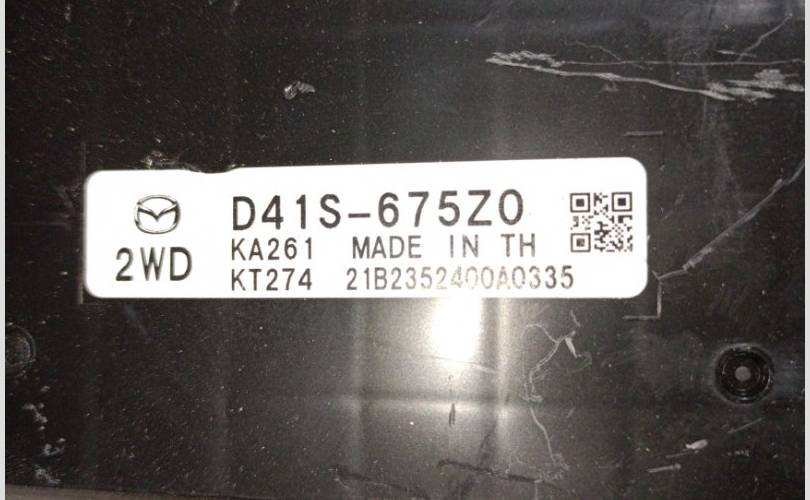 D41S-675Z0
2WD
KA261 MADE IN TH
KT274 21B2352400A0335